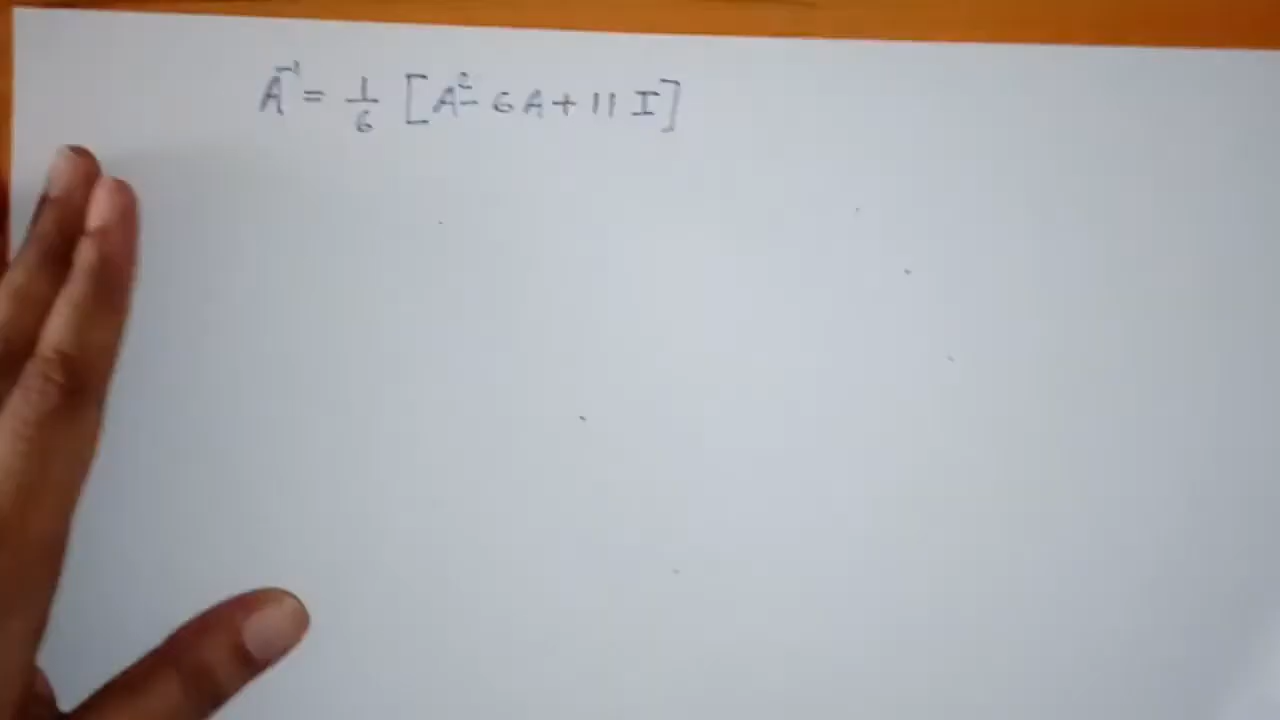 A⁻¹ = 1/6 [A² - 6A + 11 I]